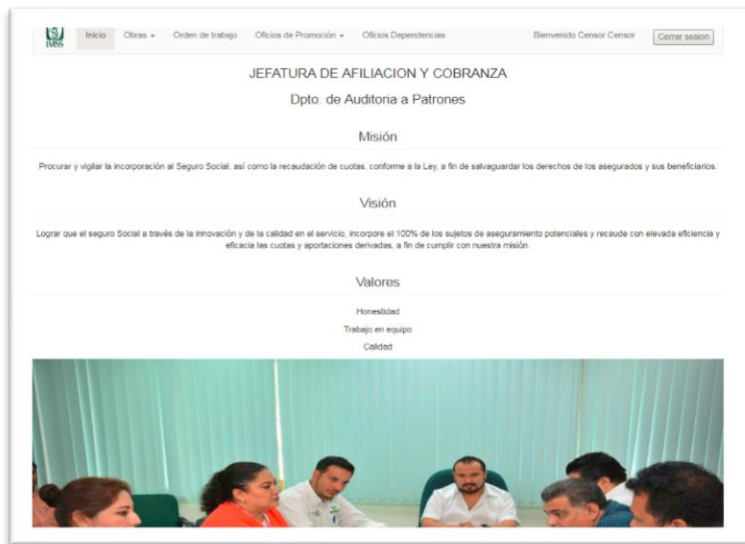 IMSS
Inicio Obras Orden de trabajo Oficios de Promoción Oficios Dependencias Bienvenido Censor Censor Cerrar sesion
JEFATURA DE AFILIACION Y COBRANZA
Dpto. de Auditoria a Patrones
Misión
Procurar y vigilar la incorporación al Seguro Social, así como la recaudación de cuotas, conforme a la Ley, a fin de salvaguardar los derechos de los asegurados y sus beneficiarios.
Visión
Lograr que el seguro Social a través de la innovación y de la calidad en el servicio, incorpore el 100% de los sujetos de aseguramiento potenciales y recaude con elevada eficiencia y
eficacia las cuotas y aportaciones derivadas, a fin de cumplir con nuestra misión.
Valores
Honestidad
Trabajo en equipo
Calidad